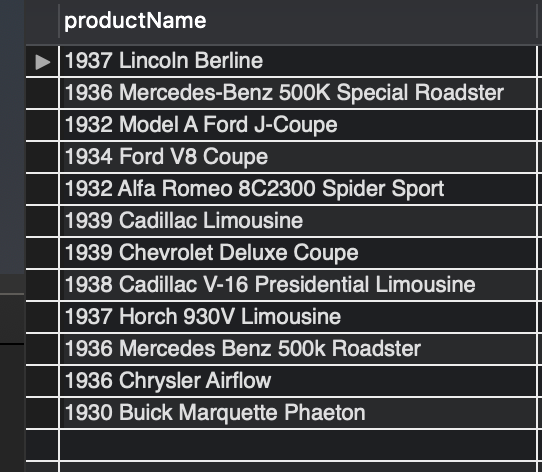 productName
1937 Lincoln Berline
1936 Mercedes-Benz 500K Special Roadster
1932 Model A Ford J-Coupe
1934 Ford V8 Coupe
1932 Alfa Romeo 8C2300 Spider Sport
1939 Cadillac Limousine
1939 Chevrolet Deluxe Coupe
1938 Cadillac V-16 Presidential Limousine
1937 Horch 930V Limousine
1936 Mercedes Benz 500k Roadster
1936 Chrysler Airflow
1930 Buick Marquette Phaeton